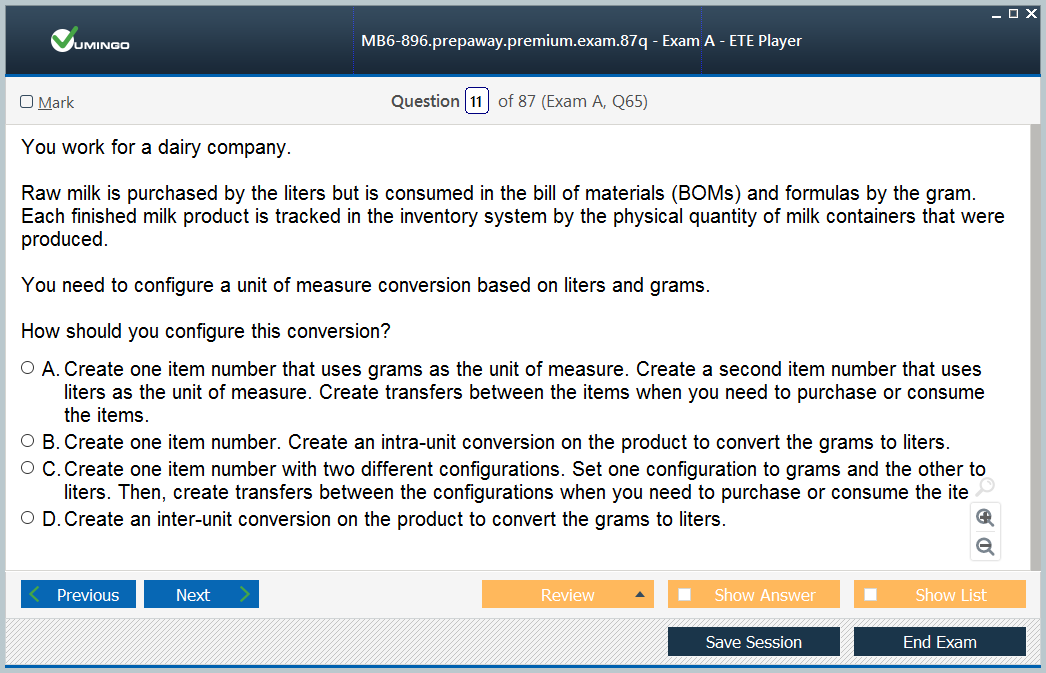 VUMINGO
MB6-896.prepaway.premium.exam.87q - Exam A - ETE Player
Mark
Question 11 of 87 (Exam A, Q65)
You work for a dairy company.
Raw milk is purchased by the liters but is consumed in the bill of materials (BOMs) and formulas by the gram.
Each finished milk product is tracked in the inventory system by the physical quantity of milk containers that were
produced.
You need to configure a unit of measure conversion based on liters and grams.
How should you configure this conversion?
A. Create one item number that uses grams as the unit of measure. Create a second item number that uses
liters as the unit of measure. Create transfers between the items when you need to purchase or consume
the items.
B. Create one item number. Create an intra-unit conversion on the product to convert the grams to liters.
C. Create one item number with two different configurations. Set one configuration to grams and the other to
liters. Then, create transfers between the configurations when you need to purchase or consume the ite
D. Create an inter-unit conversion on the product to convert the grams to liters.
Previous
Next
Review
Show Answer
Show List
Save Session
End Exam